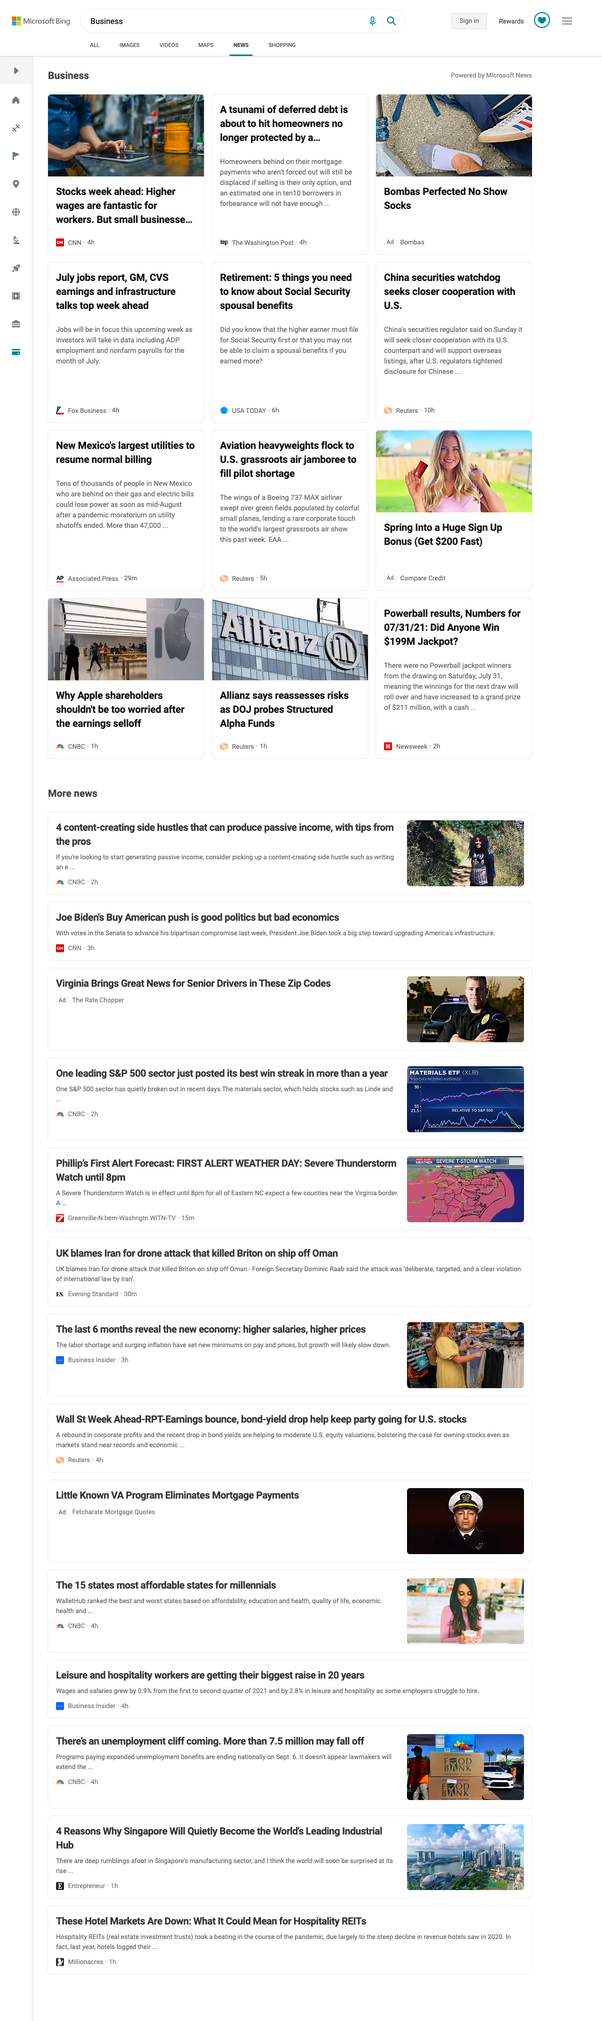 Microsoft Bing
Business
Sign in
Rewards
ALL
IMAGES
VIDEOS
MAPS
NEWS
SHOPPING
Business
Powered by Microsoft News
Stocks week ahead: Higher
wages are fantastic for
workers. But small businesse...
CNN · 4h
A tsunami of deferred debt is
about to hit homeowners no
longer protected by a...
Homeowners behind on their mortgage
payments who aren't forced out will still be
displaced if selling is their only option, and
an estimated one in ten10 borrowers in
forbearance will not have enough ...
wp The Washington Post · 4h
Bombas Perfected No Show
Socks
Ad Bombas
July jobs report, GM, CVS
earnings and infrastructure
talks top week ahead
Jobs will be in focus this upcoming week as
investors will take in data including ADP
employment and nonfarm payrolls for the
month of July.
Fox Business · 4h
Retirement: 5 things you need
to know about Social Security
spousal benefits
Did you know that the higher earner must file
for Social Security first or that you may not
be able to claim a spousal benefits if you
earned more?
USA TODAY · 6h
China securities watchdog
seeks closer cooperation with
U.S.
China's securities regulator said on Sunday it
will seek closer cooperation with its U.S.
counterpart and will support overseas
listings, after U.S. regulators tightened
disclosure for Chinese ...
Reuters · 10h
New Mexico's largest utilities to
resume normal billing
Tens of thousands of people in New Mexico
who are behind on their gas and electric bills
could lose power as soon as mid-August
after a pandemic moratorium on utility
shutoffs ended. More than 47,000 ...
AP Associated Press · 29m
Aviation heavyweights flock to
U.S. grassroots air jamboree to
fill pilot shortage
The wings of a Boeing 737 MAX airliner
swept over green fields populated by colorful
small planes, lending a rare corporate touch
to the world's largest grassroots air show
this past week. EAA ...
Reuters · 5h
Spring Into a Huge Sign Up
Bonus (Get $200 Fast)
Ad Compare Credit
Why Apple shareholders
shouldn't be too worried after
the earnings selloff
CNBC · 1h
Allianz
Allianz says reassesses risks
as DOJ probes Structured
Alpha Funds
Reuters · 1h
Powerball results, Numbers for
07/31/21: Did Anyone Win
$199M Jackpot?
There were no Powerball jackpot winners
from the drawing on Saturday, July 31,
meaning the winnings for the next draw will
roll over and have increased to a grand prize
of $211 million, with a cash ...
N Newsweek · 2h
More news
4 content-creating side hustles that can produce passive income, with tips from
the pros
If you're looking to start generating passive income, consider picking up a content-creating side hustle such as writing
an e ...
CNBC · 2h
Joe Biden's Buy American push is good politics but bad economics
With votes in the Senate to advance his bipartisan compromise last week, President Joe Biden took a big step toward upgrading America's infrastructure.
CNN · 3h
Virginia Brings Great News for Senior Drivers in These Zip Codes
Ad The Rate Chopper
One leading S&P 500 sector just posted its best win streak in more than a year
One S&P 500 sector has quietly broken out in recent days.The materials sector, which holds stocks such as Linde and
...
CNBC · 2h
MATERIALS ETF (XLB)
RELATIVE TO S&P 500
Phillip's First Alert Forecast: FIRST ALERT WEATHER DAY: Severe Thunderstorm
Watch until 8pm
A Severe Thunderstorm Watch is in effect until 8pm for all of Eastern NC expect a few counties near the Virginia border.
A ...
Greenville-N.bern-Washngtn WITN-TV · 15m
SEVERE T-STORM WATCH
UK blames Iran for drone attack that killed Briton on ship off Oman
UK blames Iran for drone attack that killed Briton on ship off Oman - Foreign Secretary Dominic Raab said the attack was 'deliberate, targeted, and a clear violation
of international law by Iran'.
ES. Evening Standard · 30m
The last 6 months reveal the new economy: higher salaries, higher prices
The labor shortage and surging inflation have set new minimums on pay and prices, but growth will likely slow down.
Business Insider · 3h
Wall St Week Ahead-RPT-Earnings bounce, bond-yield drop help keep party going for U.S. stocks
A rebound in corporate profits and the recent drop in bond yields are helping to moderate U.S. equity valuations, bolstering the case for owning stocks even as
markets stand near records and economic ...
Reuters · 4h
Little Known VA Program Eliminates Mortgage Payments
Ad Fetcharate Mortgage Quotes
The 15 states most affordable states for millennials
WalletHub ranked the best and worst states based on affordability, education and health, quality of life, economic
health and ...
CNBC · 4h
Leisure and hospitality workers are getting their biggest raise in 20 years
Wages and salaries grew by 0.9% from the first to second quarter of 2021 and by 2.8% in leisure and hospitality as some employers struggle to hire.
Business Insider · 4h
There's an unemployment cliff coming. More than 7.5 million may fall off
Programs paying expanded unemployment benefits are ending nationally on Sept. 6. It doesn't appear lawmakers will
extend the ...
CNBC · 4h
FOOD
BANK
FOOD
BANK
4 Reasons Why Singapore Will Quietly Become the World's Leading Industrial
Hub
There are deep rumblings afoot in Singapore's manufacturing sector, and I think the world will soon be surprised at its
rise ...
E Entrepreneur · 1h
These Hotel Markets Are Down: What It Could Mean for Hospitality REITs
Hospitality REITs (real estate investment trusts) took a beating in the course of the pandemic, due largely to the steep decline in revenue hotels saw in 2020. In
fact, last year, hotels logged their ...
Millionacres · 1h